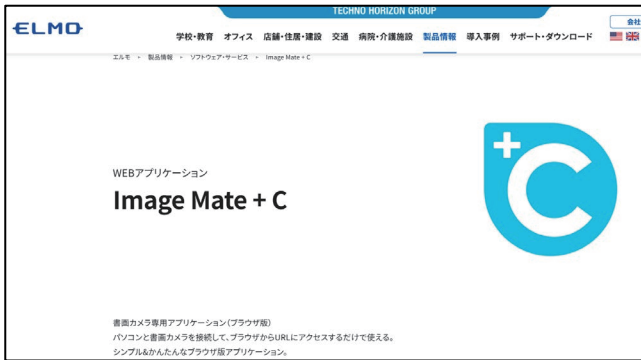 TECHNO HORIZON GROUP
ELMO
会社
学校・教育 オフィス 店舗・住居・建設 交通 病院・介護施設 製品情報 導入事例 サポート・ダウンロード
エルモ ・ 製品情報 ・ ソフトウェア・サービス ・ Image Mate + C
WEBアプリケーション
Image Mate + C
+C
書画カメラ専用アプリケーション（ブラウザ版）
パソコンと書画カメラを接続して、ブラウザからURLにアクセスするだけで使える。
シンプル&かんたんなブラウザ版アプリケーション。